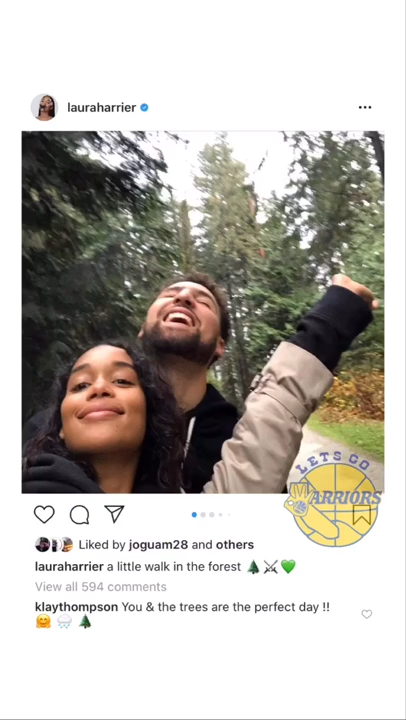 lauraharrier
LETS GO
WARRIORS
Liked by joguam28 and others
lauraharrier a little walk in the forest 🌲⚔️💚
View all 594 comments
klaythompson You & the trees are the perfect day !!
🤗 🌧 🌲